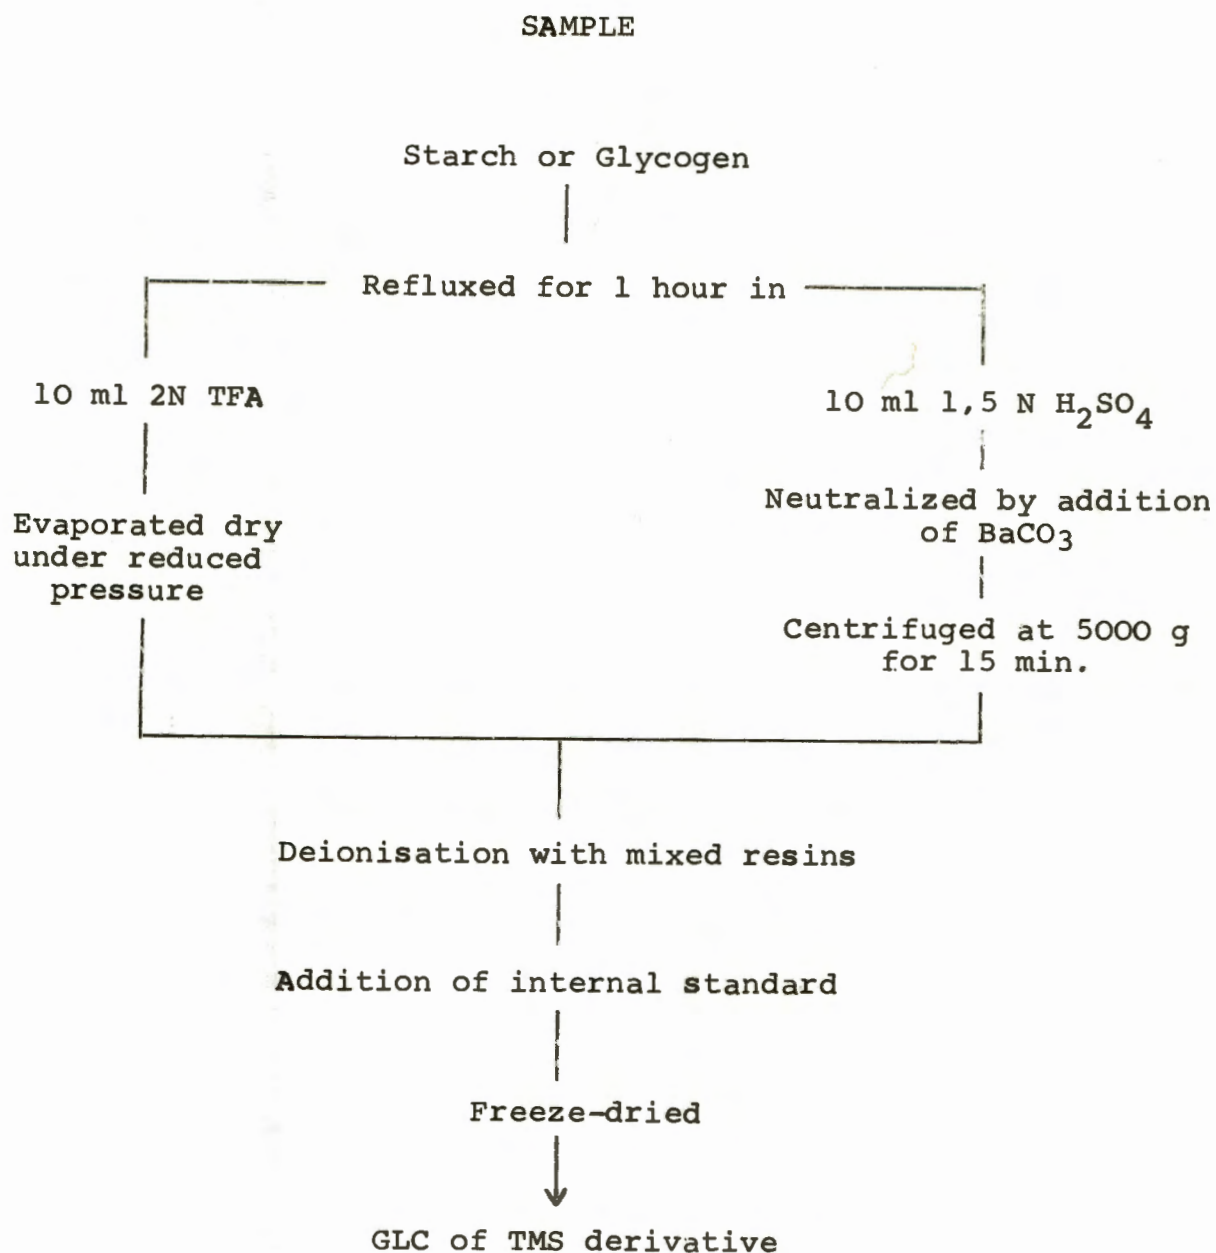 SAMPLE
Starch or Glycogen
Refluxed for 1 hour in
10 ml 2N TFA
Evaporated dry
under reduced
pressure
10 ml 1,5 N H₂SO₄
Neutralized by addition
of BaCO₃
Centrifuged at 5000 g
for 15 min.
Deionisation with mixed resins
Addition of internal standard
Freeze-dried
GLC of TMS derivative